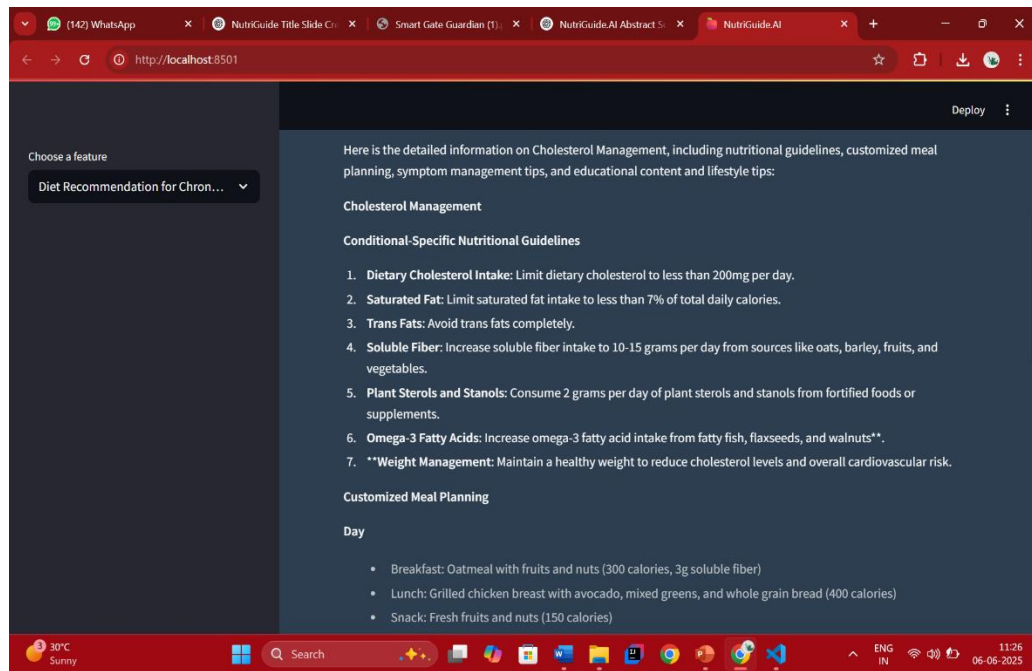 (142) WhatsApp
NutriGuide Title Slide Cre
Smart Gate Guardian (1).
NutriGuide.AI Abstract S
NutriGuide.AI
http://localhost:8501
Deploy
Choose a feature
Diet Recommendation for Chron...
Here is the detailed information on Cholesterol Management, including nutritional guidelines, customized meal
planning, symptom management tips, and educational content and lifestyle tips:
Cholesterol Management
Conditional-Specific Nutritional Guidelines
1. Dietary Cholesterol Intake: Limit dietary cholesterol to less than 200mg per day.
2. Saturated Fat: Limit saturated fat intake to less than 7% of total daily calories.
3. Trans Fats: Avoid trans fats completely.
4. Soluble Fiber: Increase soluble fiber intake to 10-15 grams per day from sources like oats, barley, fruits, and
vegetables.
5. Plant Sterols and Stanols: Consume 2 grams per day of plant sterols and stanols from fortified foods or
supplements.
6. Omega-3 Fatty Acids: Increase omega-3 fatty acid intake from fatty fish, flaxseeds, and walnuts**.
7. **Weight Management: Maintain a healthy weight to reduce cholesterol levels and overall cardiovascular risk.
Customized Meal Planning
Day
• Breakfast: Oatmeal with fruits and nuts (300 calories, 3g soluble fiber)
• Lunch: Grilled chicken breast with avocado, mixed greens, and whole grain bread (400 calories)
• Snack: Fresh fruits and nuts (150 calories)
3
30°C
Sunny
Search
ENG
IN
11:26
06-06-2025